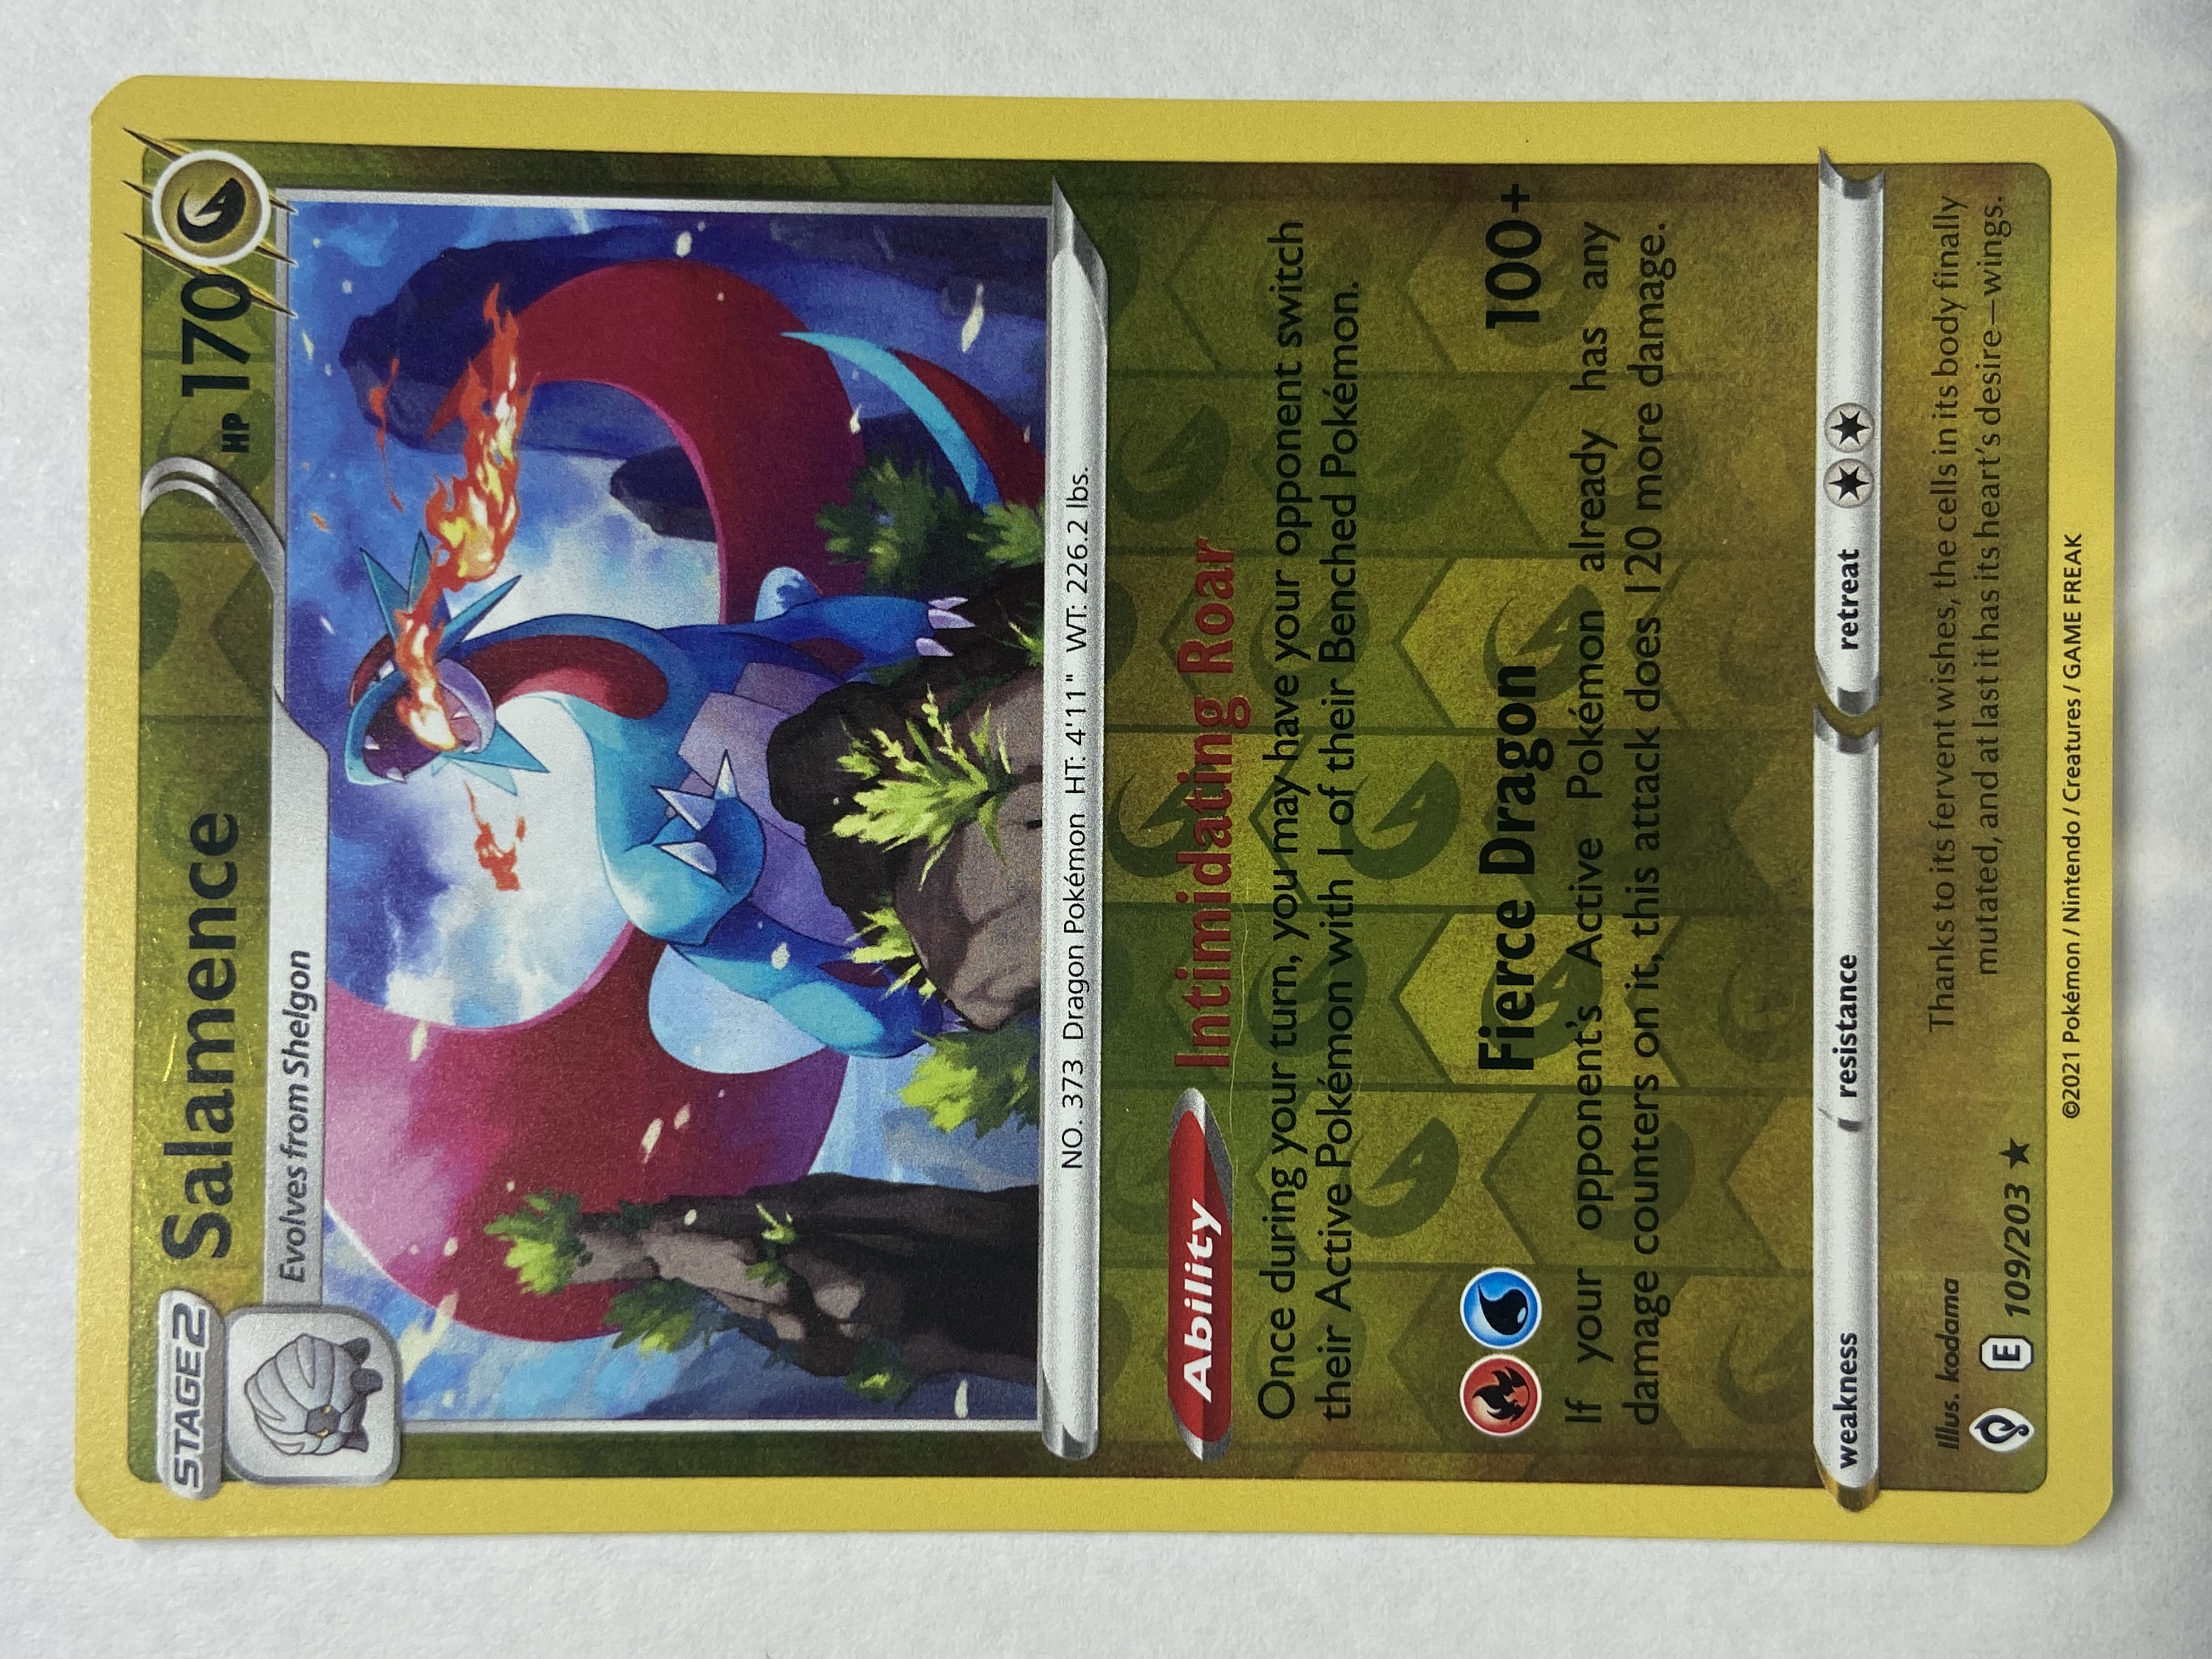 STAGE2
Salamence
HP 170
Evolves from Shelgon
NO. 373 Dragon Pokémon HT: 4'11" WT: 226.2 lbs.
Ability Intimidating Roar
Once during your turn, you may have your opponent switch
their Active Pokémon with 1 of their Benched Pokémon.
Fierce Dragon 100+
If your opponent's Active Pokémon already has any
damage counters on it, this attack does 120 more damage.
weakness resistance retreat
Illus. kodama
Thanks to its fervent wishes, the cells in its body finally
mutated, and at last it has its heart's desire—wings.
E 109/203 ★
©2021 Pokémon / Nintendo / Creatures / GAME FREAK